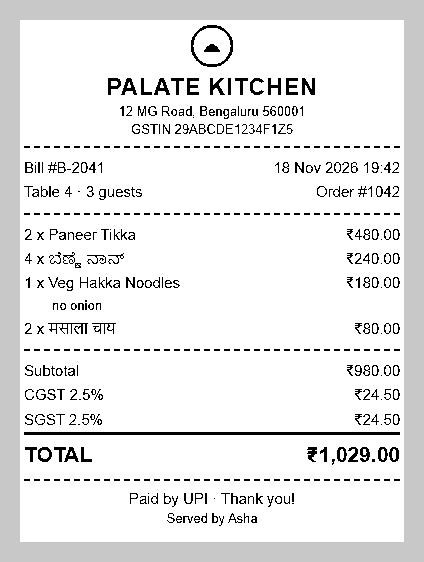 PALATE KITCHEN
12 MG Road, Bengaluru 560001
GSTIN 29ABCDE1234F1Z5
Bill #B-2041 18 Nov 2026 19:42
Table 4 · 3 guests Order #1042
2 x Paneer Tikka ₹480.00
4 x ಬೆಣ್ಣೆ ನಾನ್ ₹240.00
1 x Veg Hakka Noodles ₹180.00
no onion
2 x मसाला चाय ₹80.00
Subtotal ₹980.00
CGST 2.5% ₹24.50
SGST 2.5% ₹24.50
TOTAL ₹1,029.00
Paid by UPI · Thank you!
Served by Asha